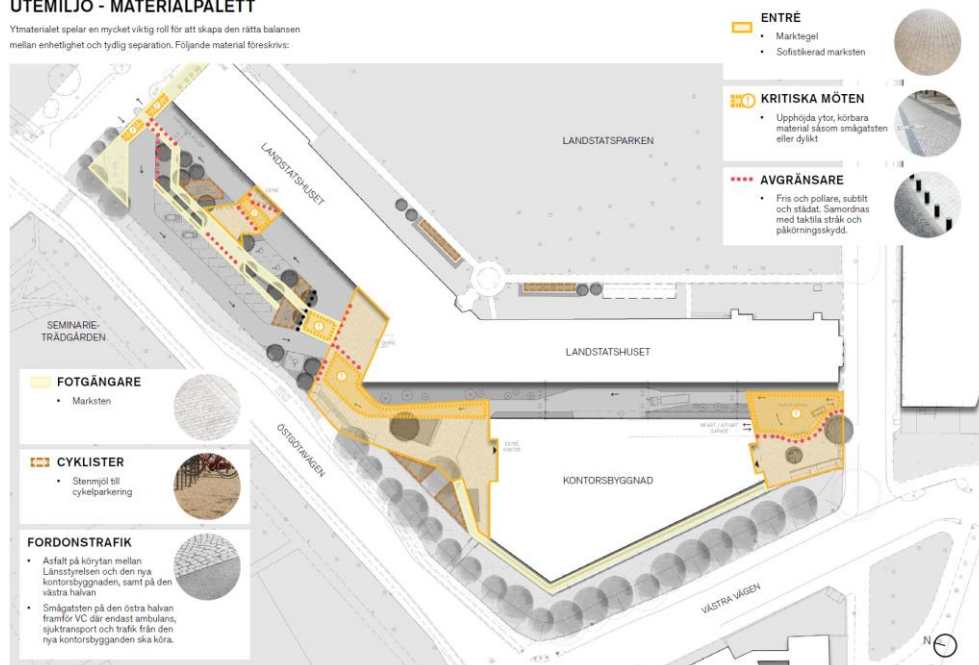 UTEMILJÖ - MATERIALPALETT
Ytmaterialet spelar en mycket viktig roll för att skapa den rätta balansen
mellan enhetlighet och tydlig separation. Följande material föreskrivs:
ENTRÉ
• Marktegel
• Sofistikerad marksten
KRITISKA MÖTEN
• Upphöjda ytor, körbara
material såsom smågatsten
eller dylikt
AVGRÄNSARE
• Fris och pollare, subtilt
och städat. Samordnas
med taktila stråk och
påkörningsskydd.
LANDSTATSPARKEN
LANDSTATSHUSET
SEMINARIE-
TRÄDGÅRDEN
LANDSTATSHUSET
FOTGÄNGARE
• Marksten
ÖSTGÖTAVÄGEN
ENTRÉ
KONTOR
CYKLISTER
• Stenmjöl till
cykelparkering
KONTORSBYGGNAD
FORDONSTRAFIK
• Asfalt på körytan mellan
Länsstyrelsen och den nya
kontorsbyggnaden, samt på den
västra halvan
• Smågatsten på den östra halvan
framför VC där endast ambulans,
sjuktransport och trafik från den
nya kontorsbygganden ska köra.
VÄSTRA VÄGEN
N